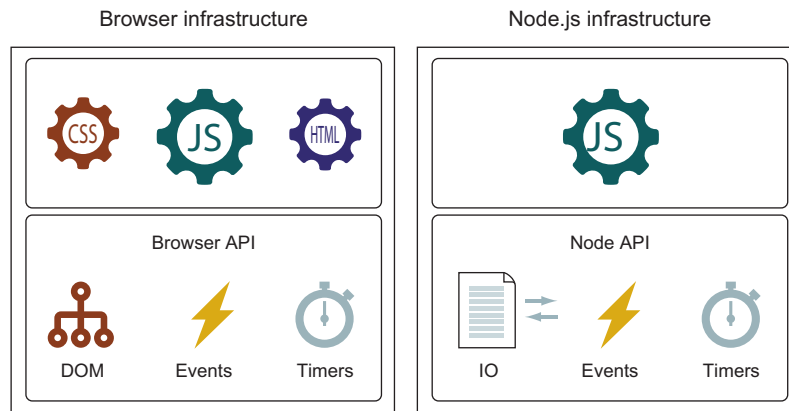 Browser infrastructure
Node.js infrastructure
CSS
JS
HTML
JS
Browser API
DOM
Events
Timers
Node API
IO
Events
Timers